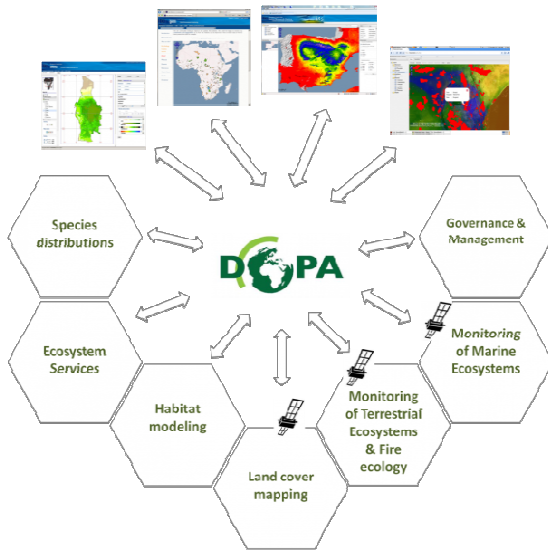 DOPA
Species
distributions
Governance &
Management
Ecosystem
Services
Monitoring
of Marine
Ecosystems
Habitat
modeling
Monitoring
of Terrestrial
Ecosystems
& Fire
ecology
Land cover
mapping